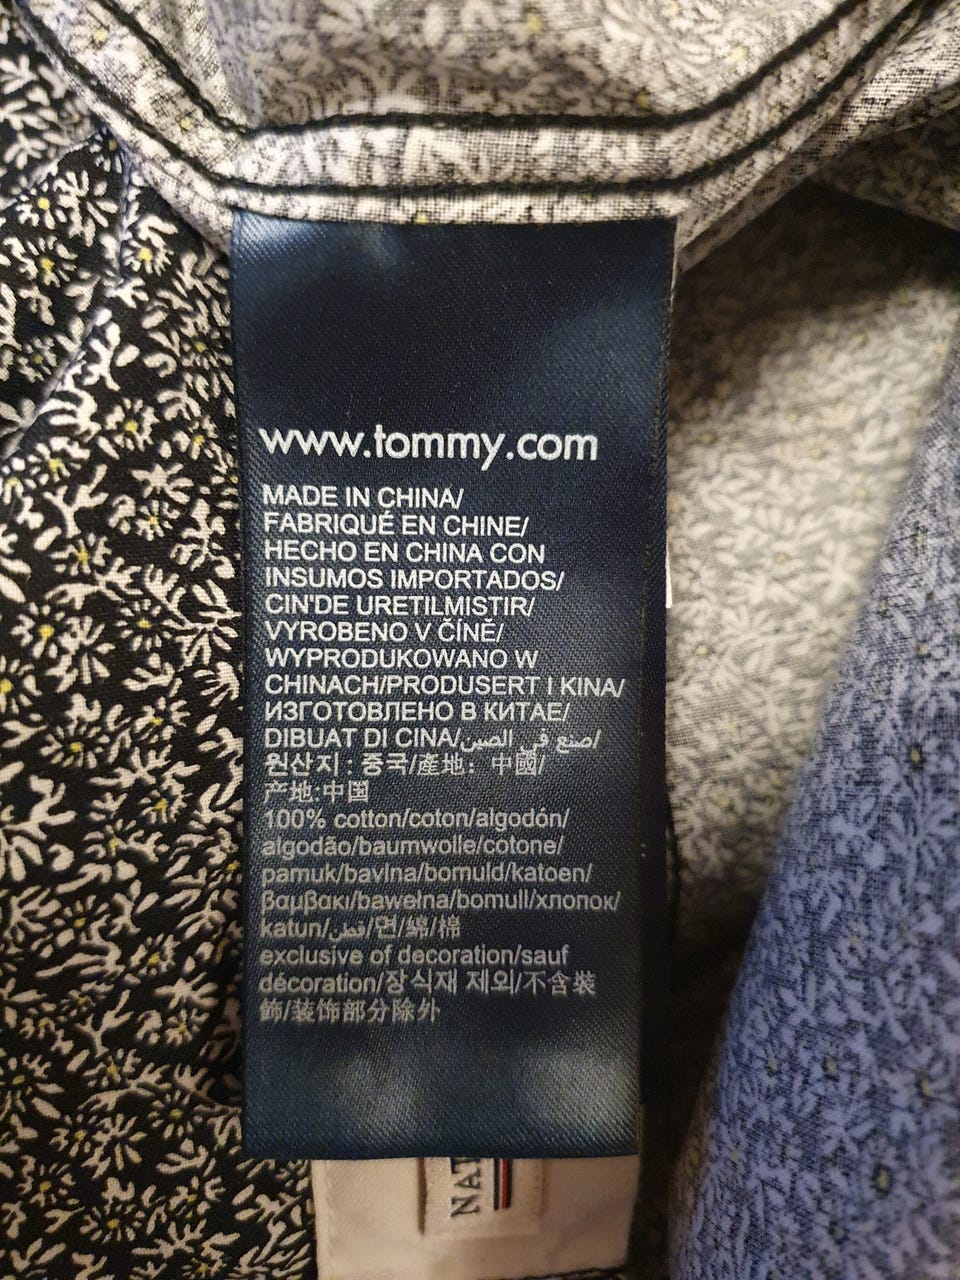 www.tommy.com
MADE IN CHINA/
FABRIQUÉ EN CHINE/
HECHO EN CHINA CON
INSUMOS IMPORTADOS/
CIN'DE URETILMISTIR/
VYROBENO V ČÍNĚ/
WYPRODUKOWANO W
CHINACH/PRODUSERT I KINA/
ИЗГОТОВЛЕНО В КИТАЕ/
DIBUAT DI CINA/صنع في الصين/
원산지 : 중국/產地：中國/
产地:中国
100% cotton/coton/algodón/
algodão/baumwolle/cotone/
pamuk/bavlna/bomuld/katoen/
βαμβακι/bawełna/bomull/хлопок/
katun/قطن/면/綿/棉
exclusive of decoration/sauf
décoration/장식재 제외/不含裝
飾/装饰部分除外